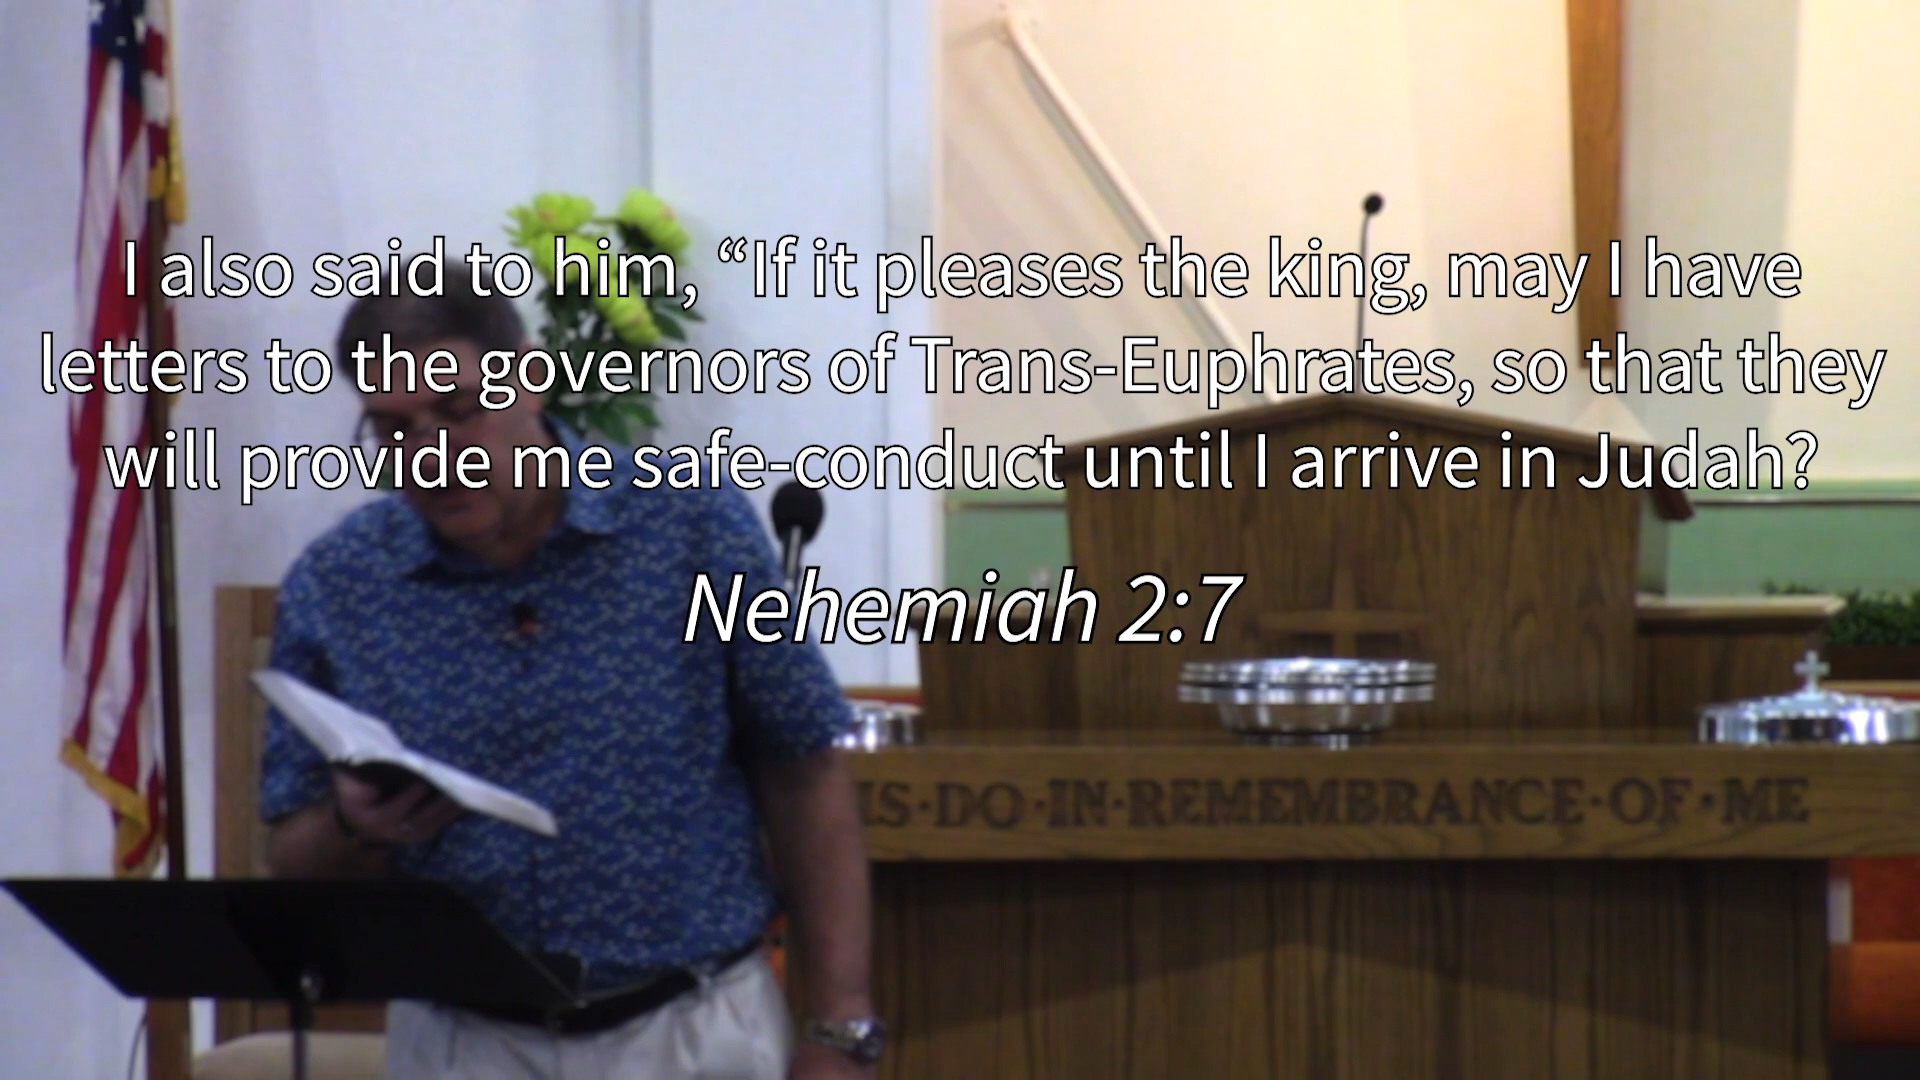 I also said to him, “If it pleases the king, may I have
letters to the governors of Trans-Euphrates, so that they
will provide me safe-conduct until I arrive in Judah?
Nehemiah 2:7
IS·DO·IN·REMEMBRANCE·OF·ME